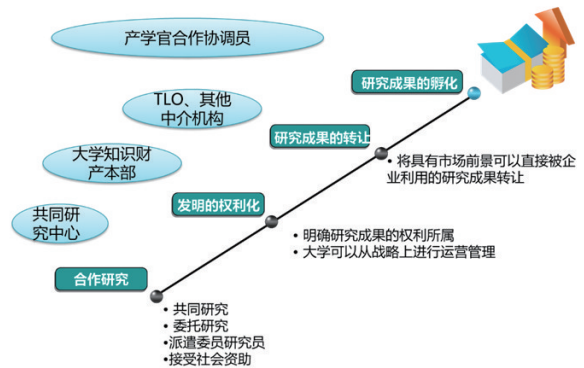 产学官合作协调员
研究成果的孵化
TLO、其他
中介机构
研究成果的转让
大学知识财
产本部
• 将具有市场前景可以直接被企
业利用的研究成果转让
发明的权利化
共同研
究中心
• 明确研究成果的权利所属
• 大学可以从战略上进行运营管理
合作研究
• 共同研究
• 委托研究
•派遣委员研究员
•接受社会资助